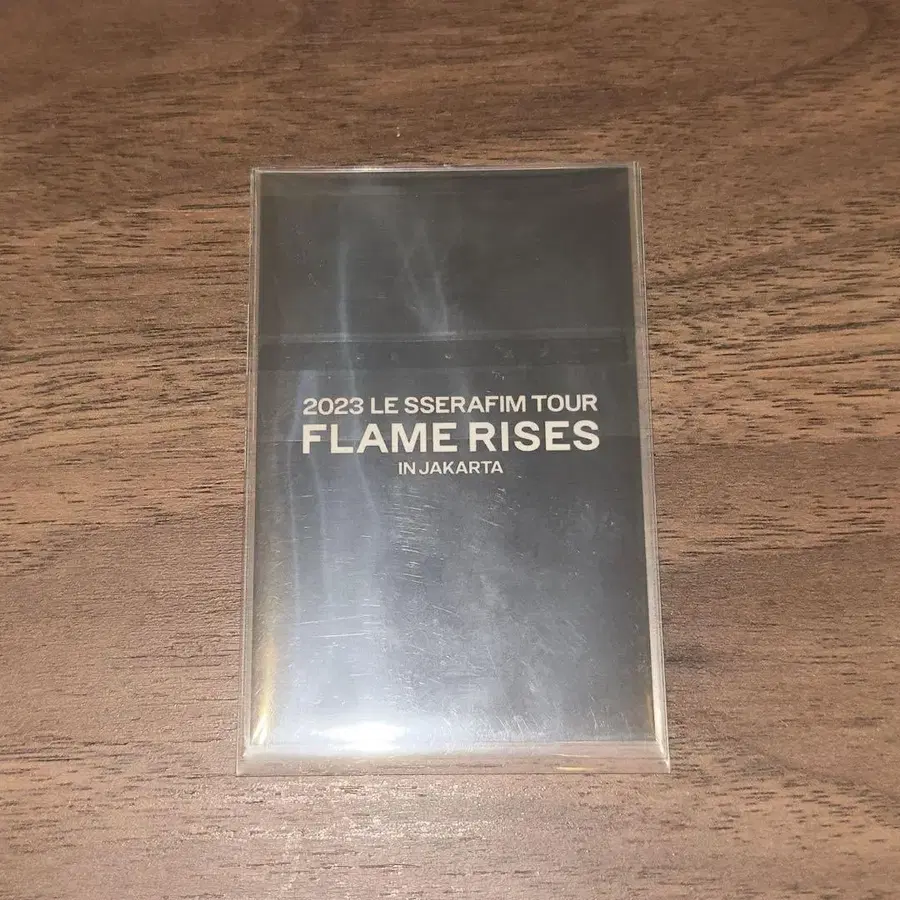 2023 LE SSERAFIM TOUR
FLAME RISES
IN JAKARTA